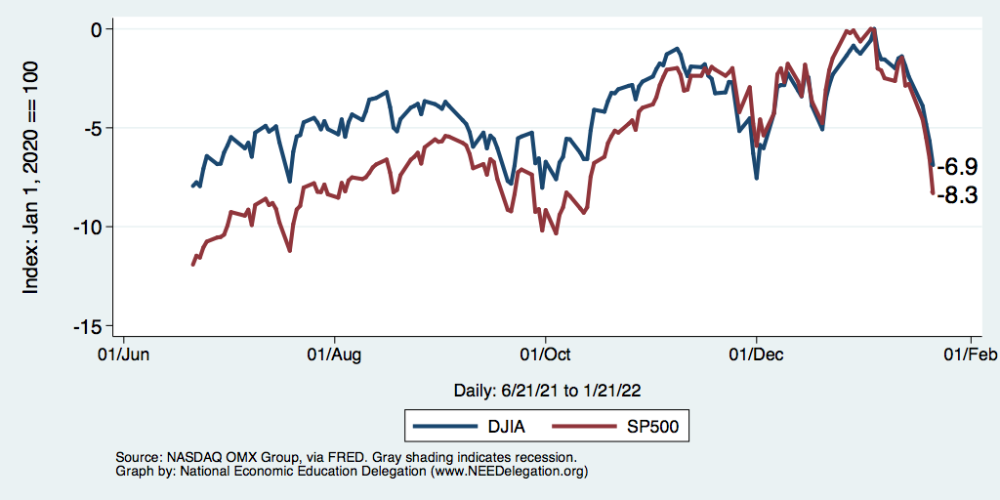 Index: Jan 1, 2020 == 100
0
-5
-10
-15
-6.9
-8.3
01/Jun 01/Aug 01/Oct 01/Dec 01/Feb
Daily: 6/21/21 to 1/21/22
DJIA SP500
Source: NASDAQ OMX Group, via FRED. Gray shading indicates recession.
Graph by: National Economic Education Delegation (www.NEEDelegation.org)